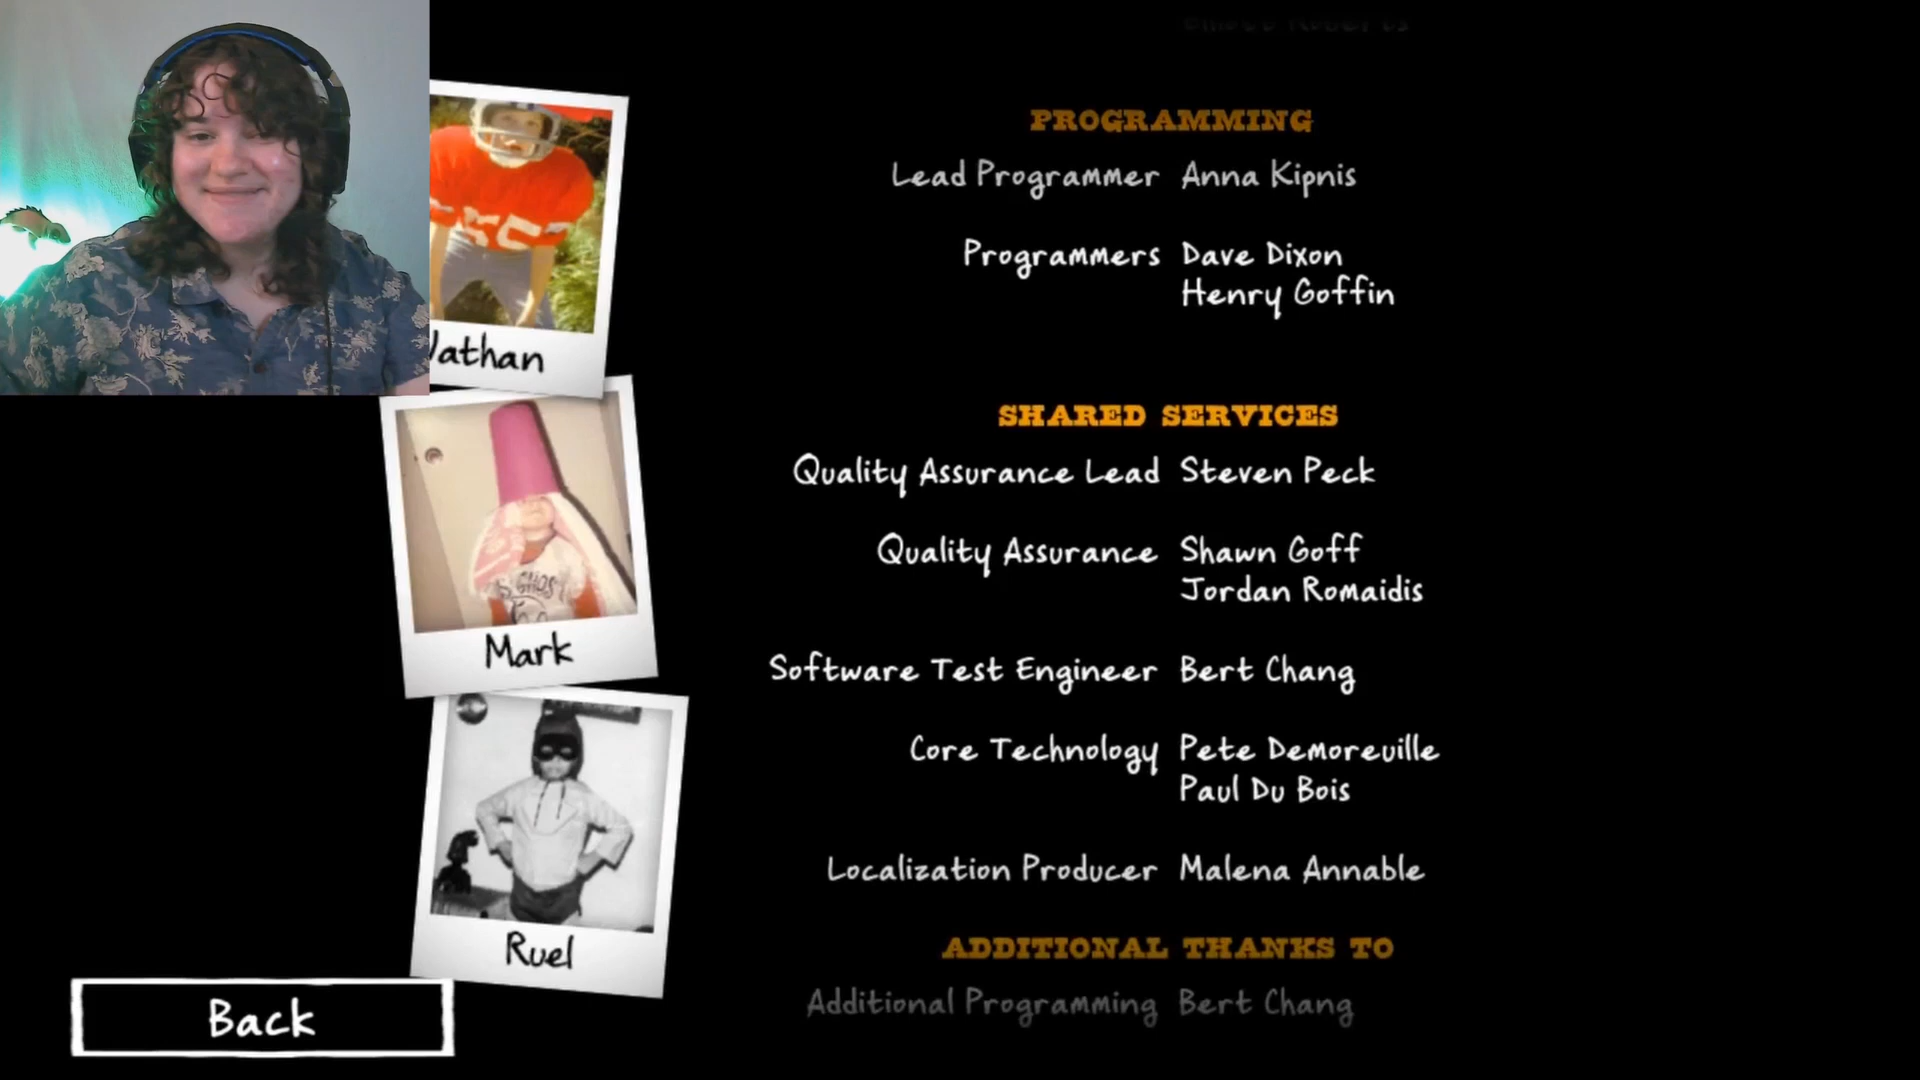 PROGRAMMING
Lead Programmer Anna Kipnis
Programmers Dave Dixon
Henry Goffin
SHARED SERVICES
Quality Assurance Lead Steven Peck
Quality Assurance Shawn Goff
Jordan Romaidis
Software Test Engineer Bert Chang
Core Technology Pete Demoreuille
Paul Du Bois
Localization Producer Malena Annable
ADDITIONAL THANKS TO
Additional Programming Bert Chang
Mark
Ruel
Back